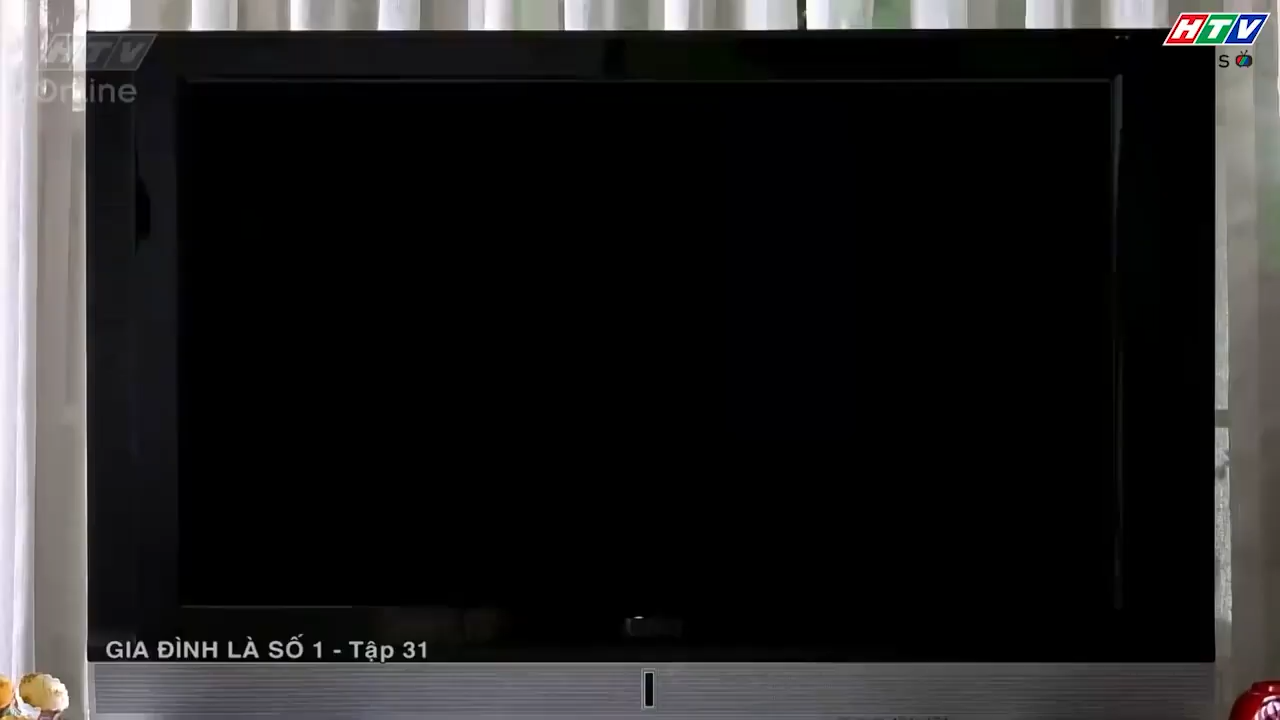 HTV
HTV
OnLine
S
GIA ĐÌNH LÀ SỐ 1 - Tập 31